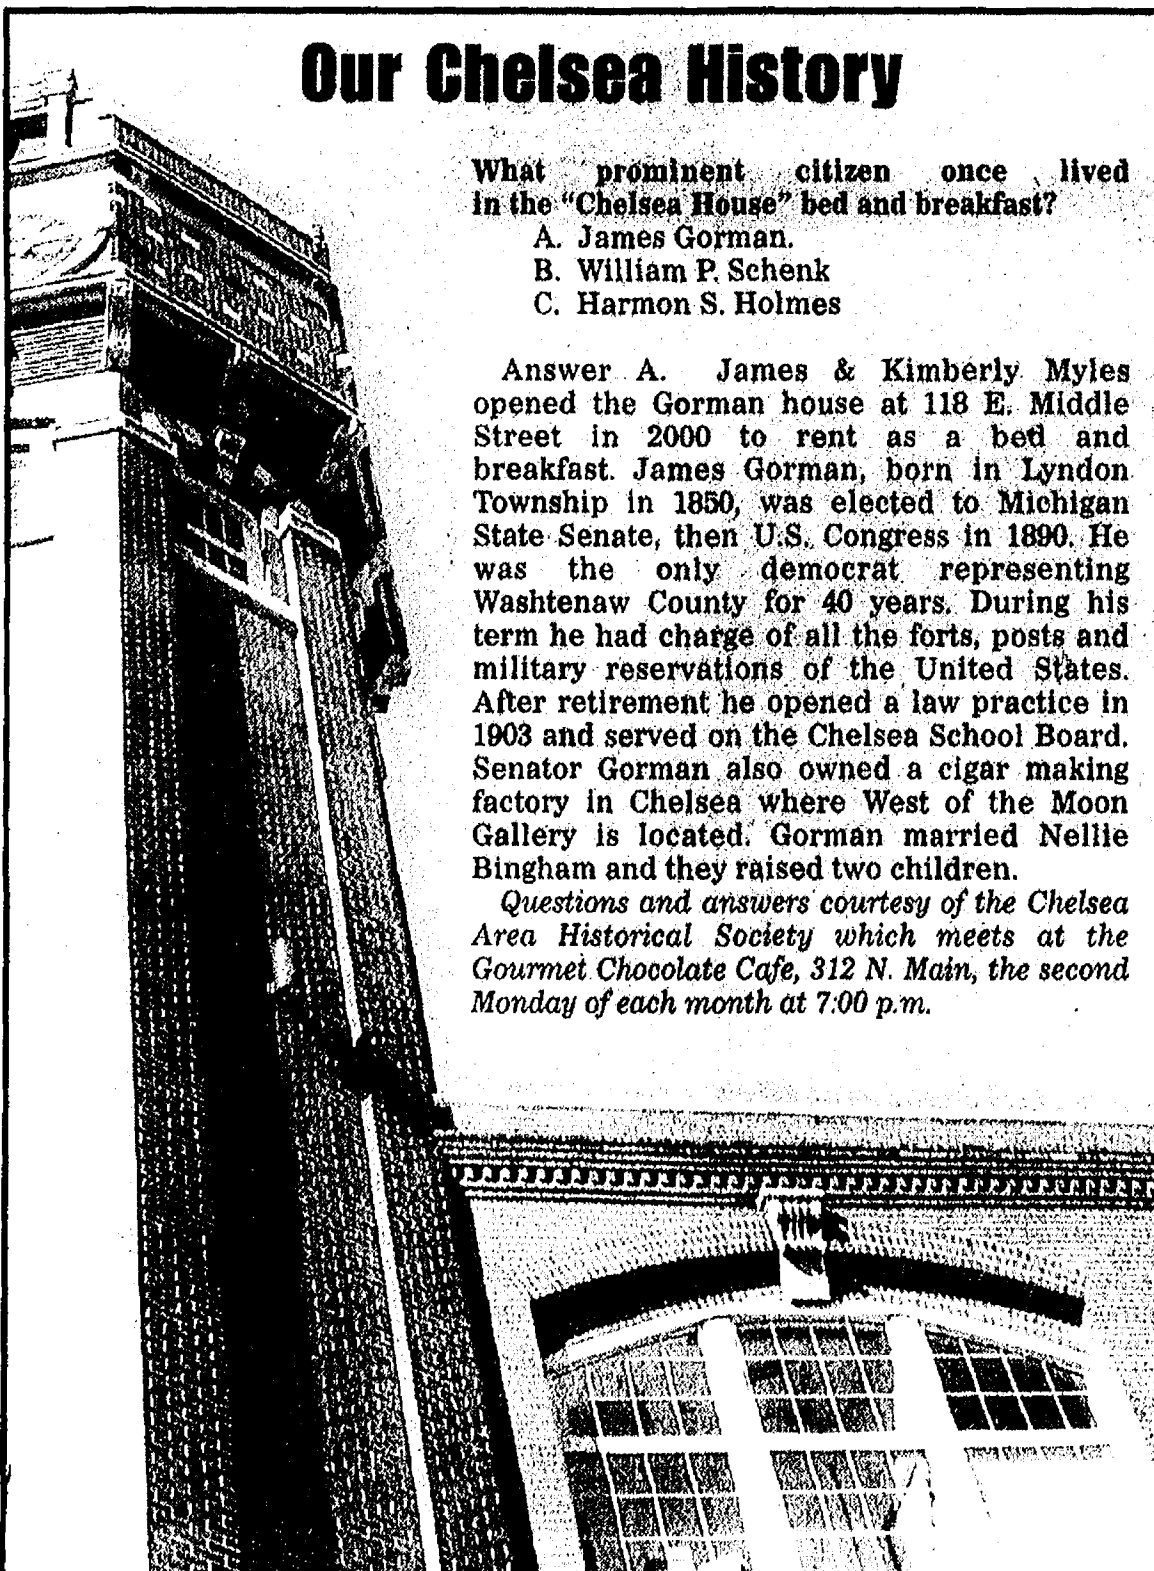 Our Chelsea History
What prominent citizen once lived
in the "Chelsea House" bed and breakfast?
A. James Gorman.
B. William P. Schenk
C. Harmon S. Holmes
Answer A. James & Kimberly Myles
opened the Gorman house at 118 E. Middle
Street in 2000 to rent as a bed and
breakfast. James Gorman, born in Lyndon
Township in 1850, was elected to Michigan
State Senate, then U.S. Congress in 1890. He
was the only democrat representing
Washtenaw County for 40 years. During his
term he had charge of all the forts, posts and
military reservations of the United States.
After retirement he opened a law practice in
1903 and served on the Chelsea School Board.
Senator Gorman also owned a cigar making
factory in Chelsea where West of the Moon
Gallery is located. Gorman married Nellie
Bingham and they raised two children.
Questions and answers courtesy of the Chelsea
Area Historical Society which meets at the
Gourmet Chocolate Cafe, 312 N. Main, the second
Monday of each month at 7:00 p.m.